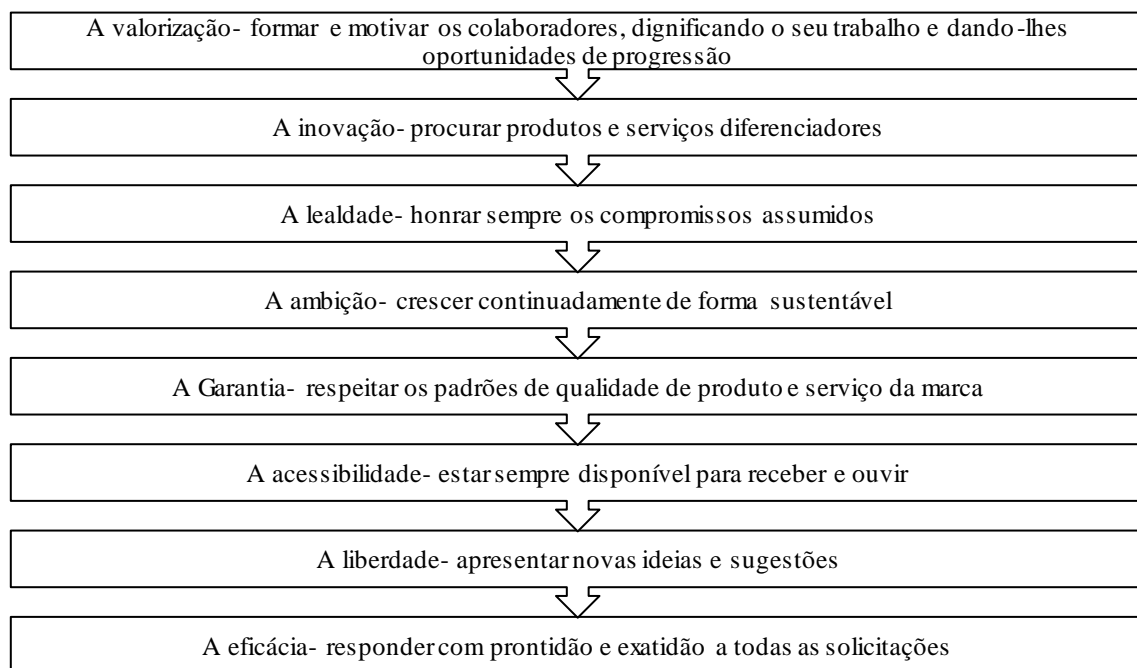 A valorização- formar e motivar os colaboradores, dignificando o seu trabalho e dando-lhes
oportunidades de progressão
A inovação- procurar produtos e serviços diferenciadores
A lealdade- honrar sempre os compromissos assumidos
A ambição- crescer continuadamente de forma sustentável
A Garantia- respeitar os padrões de qualidade de produto e serviço da marca
A acessibilidade- estar sempre disponível para receber e ouvir
A liberdade- apresentar novas ideias e sugestões
A eficácia- responder com prontidão e exatidão a todas as solicitações